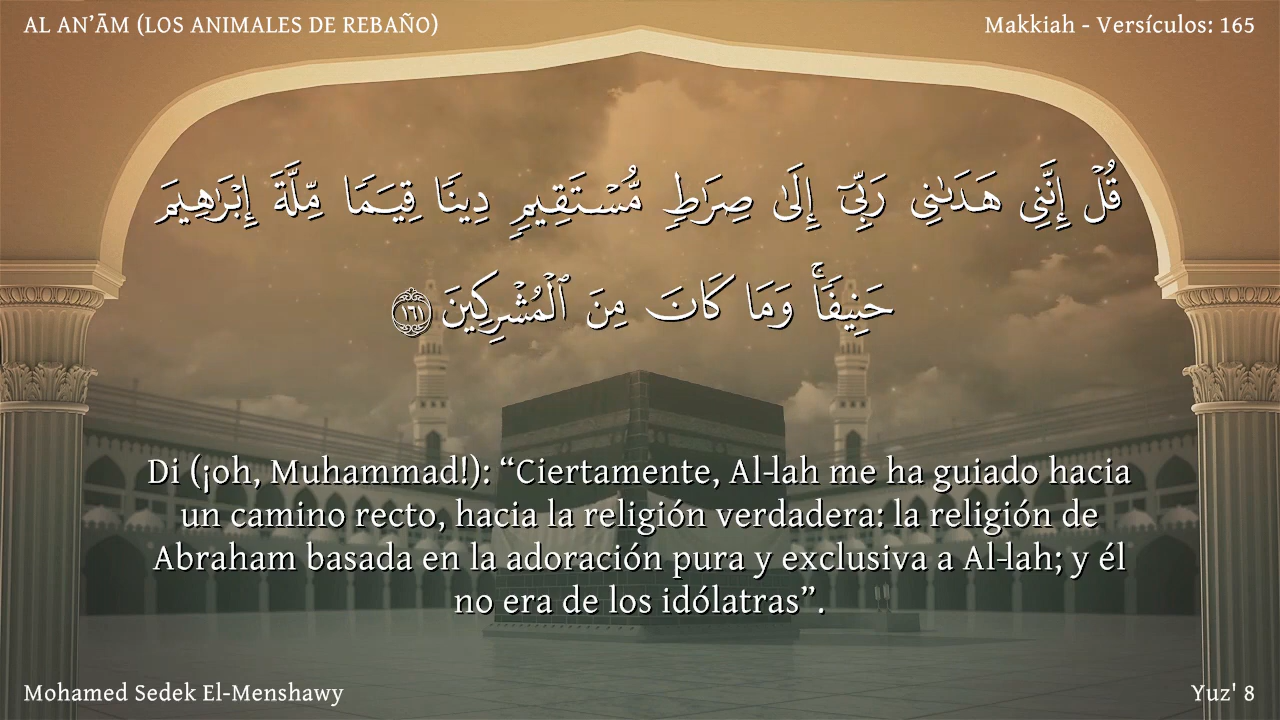 AL AN’ĀM (LOS ANIMALES DE REBAÑO)
Makkiah - Versículos: 165
قُلْ إِنَّنِى هَدَىٰنِى رَبِّىٓ إِلَىٰ صِرَٰطٍ مُّسْتَقِيمٍ دِينًا قِيَمًا مِّلَّةَ إِبْرَٰهِيمَ
حَنِيفًا ۚ وَمَا كَانَ مِنَ ٱلْمُشْرِكِينَ ١٦١
Di (¡oh, Muhammad!): “Ciertamente, Al-lah me ha guiado hacia
un camino recto, hacia la religión verdadera: la religión de
Abraham basada en la adoración pura y exclusiva a Al-lah; y él
no era de los idólatras”.
Mohamed Sedek El-Menshawy
Yuz' 8